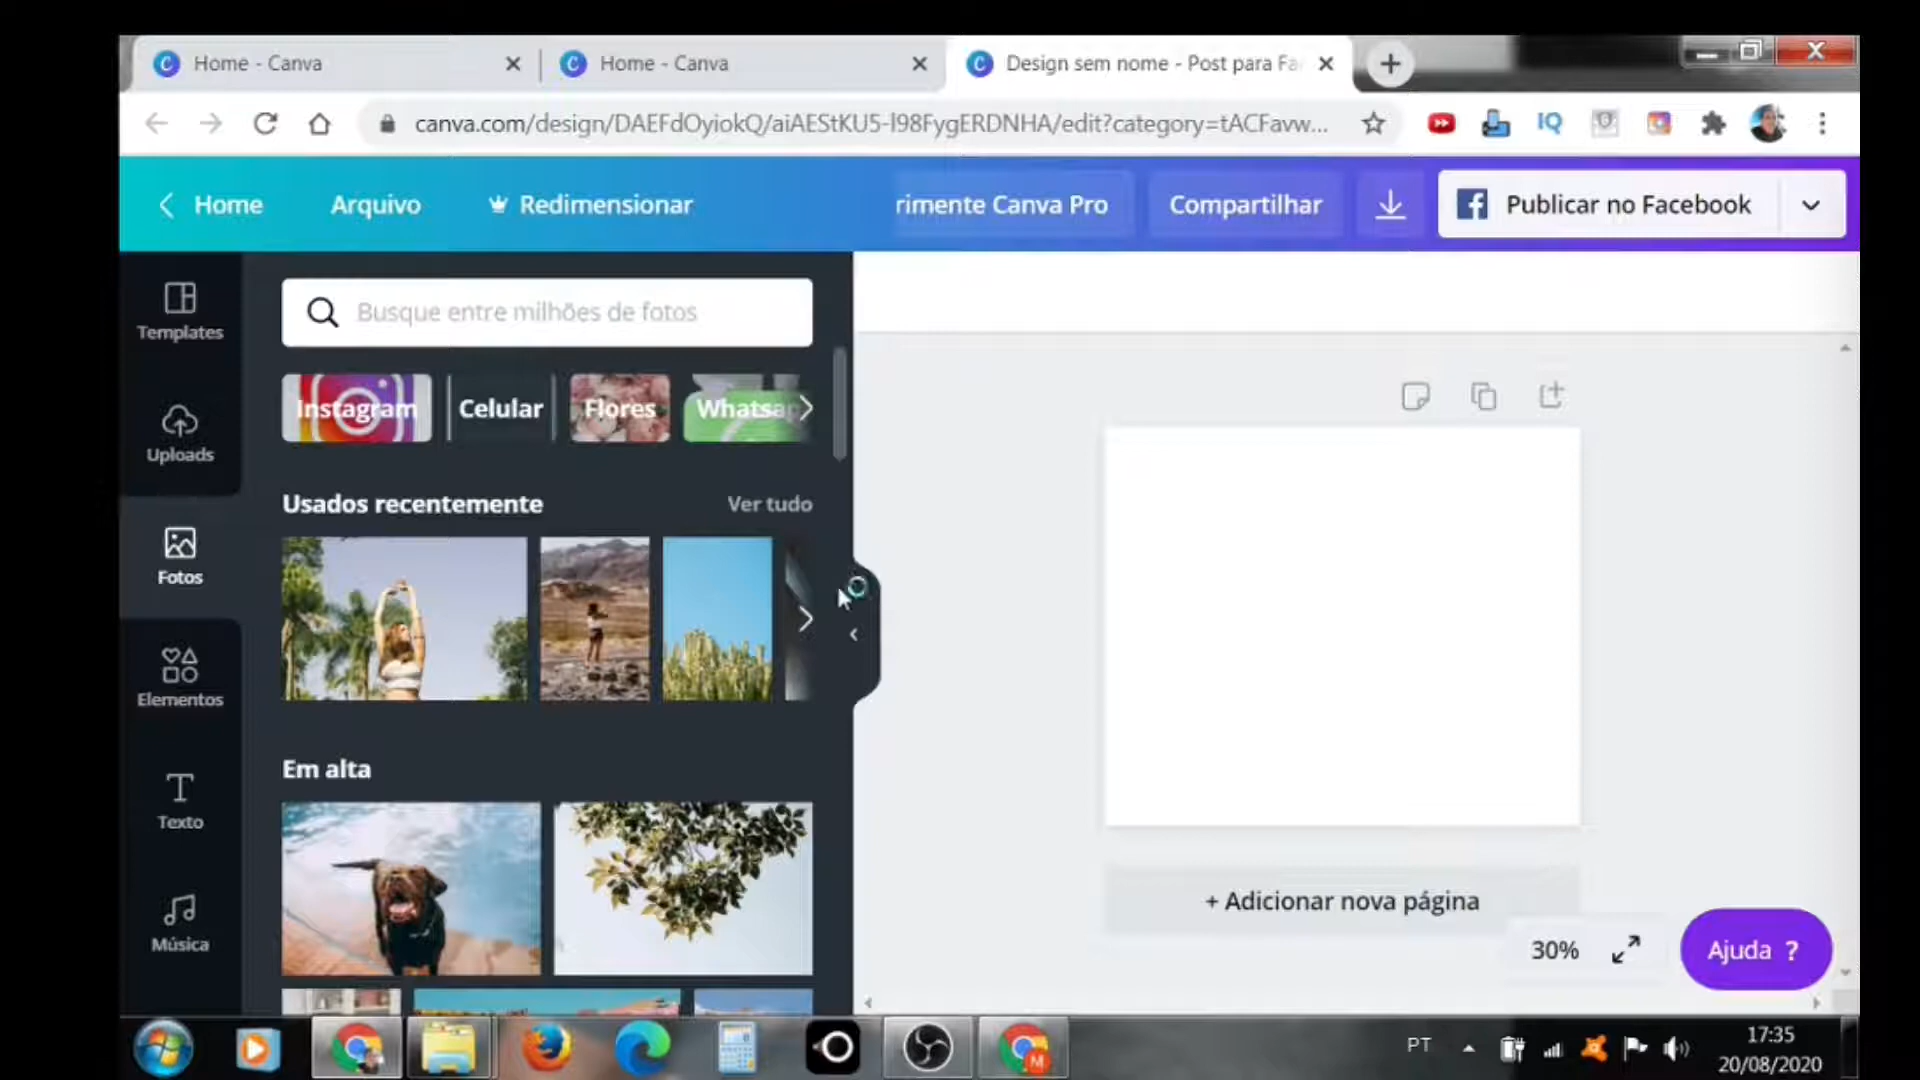 Home - Canva
Home - Canva
Design sem nome - Post para Fa
canva.com/design/DAEFdOyiokQ/aiAEStKU5-l98FygERDNHA/edit?category=tACFavw...
IQ
Home
Arquivo
Redimensionar
rimente Canva Pro
Compartilhar
Publicar no Facebook
Templates
Uploads
Fotos
Elementos
Texto
Música
Busque entre milhões de fotos
Instagram
Celular
Flores
Whatsap
Usados recentemente
Ver tudo
Em alta
+ Adicionar nova página
30%
Ajuda ?
M
PT
17:35
20/08/2020